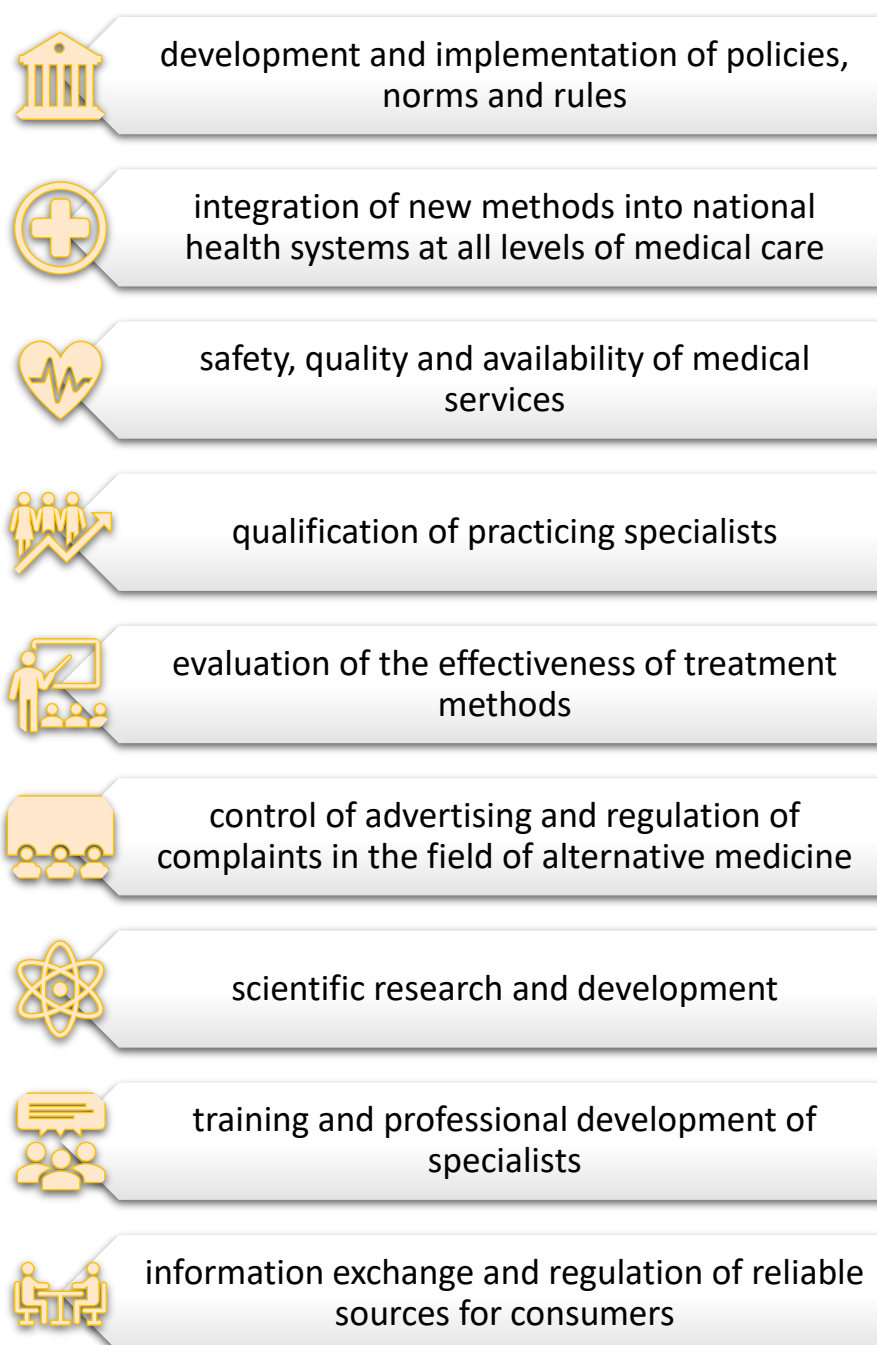 development and implementation of policies,
norms and rules
integration of new methods into national
health systems at all levels of medical care
safety, quality and availability of medical
services
qualification of practicing specialists
evaluation of the effectiveness of treatment
methods
control of advertising and regulation of
complaints in the field of alternative medicine
scientific research and development
training and professional development of
specialists
information exchange and regulation of reliable
sources for consumers